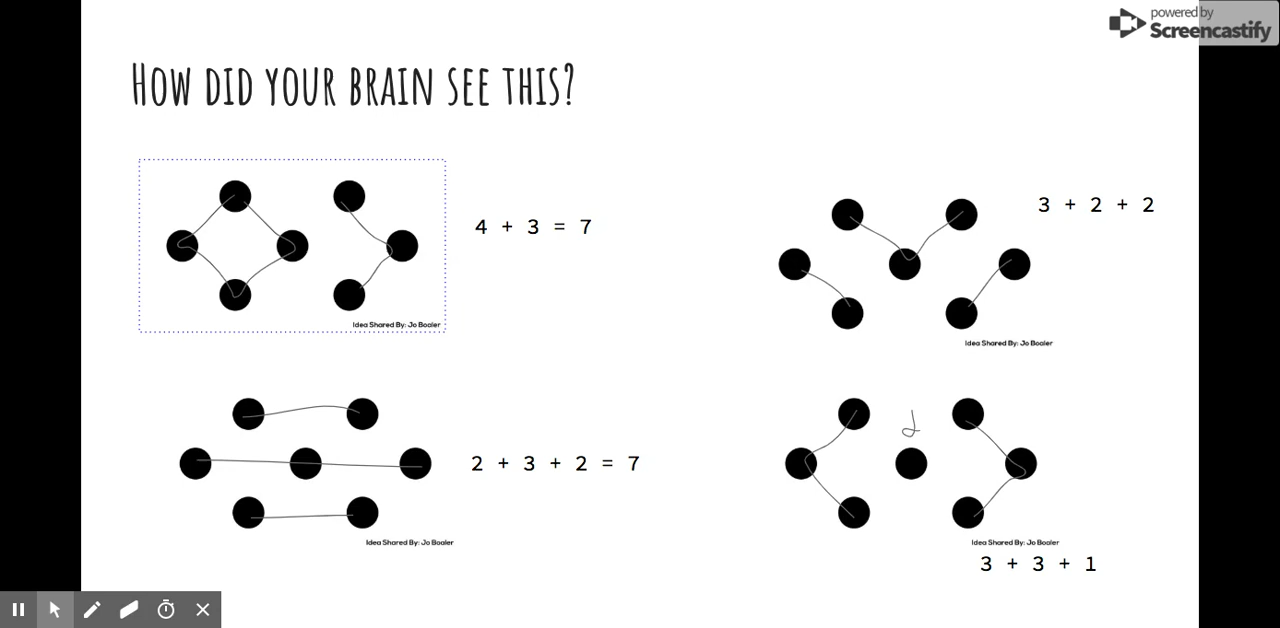 powered by
Screencastify
How did your brain see this?
4 + 3 = 7
Idea Shared By: Jo Boaler
3 + 2 + 2
Idea Shared By: Jo Boaler
2 + 3 + 2 = 7
Idea Shared By: Jo Boaler
Idea Shared By: Jo Boaler
3 + 3 + 1